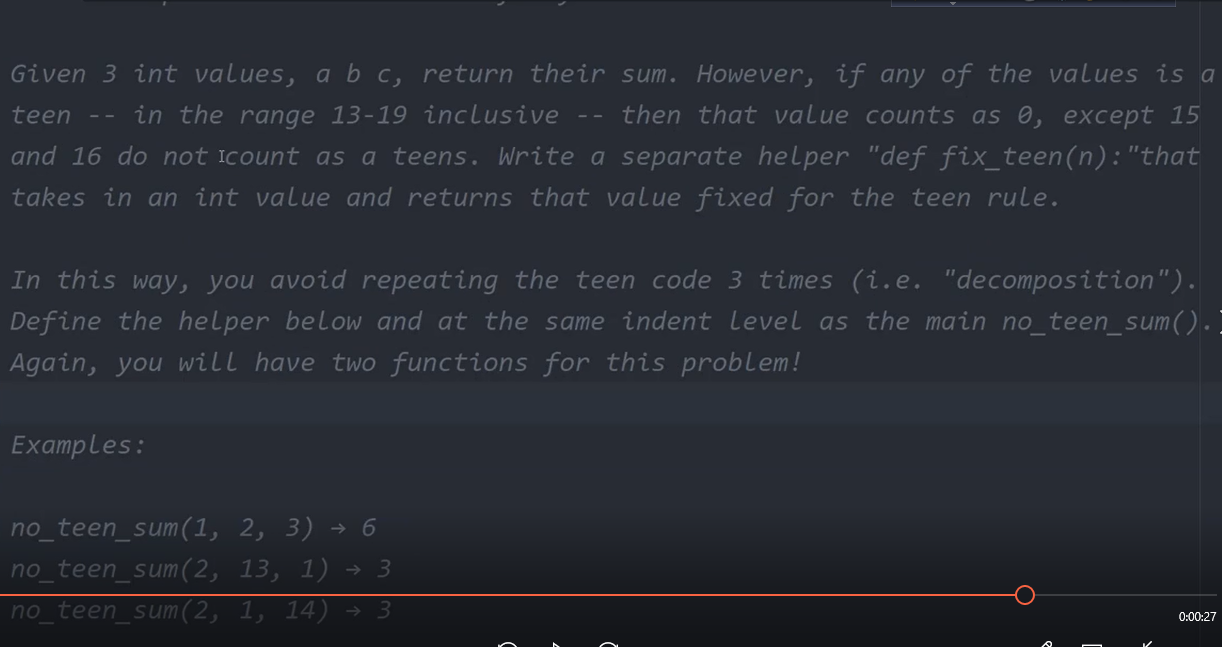 Given 3 int values, a b c, return their sum. However, if any of the values is a
teen -- in the range 13-19 inclusive -- then that value counts as 0, except 15
and 16 do not count as a teens. Write a separate helper "def fix_teen(n):"that
takes in an int value and returns that value fixed for the teen rule.
In this way, you avoid repeating the teen code 3 times (i.e. "decomposition").
Define the helper below and at the same indent level as the main no_teen_sum().
Again, you will have two functions for this problem!
Examples:
no_teen_sum(1, 2, 3) → 6
no_teen_sum(2, 13, 1) → 3
no_teen_sum(2, 1, 14) → 3
0:00:27